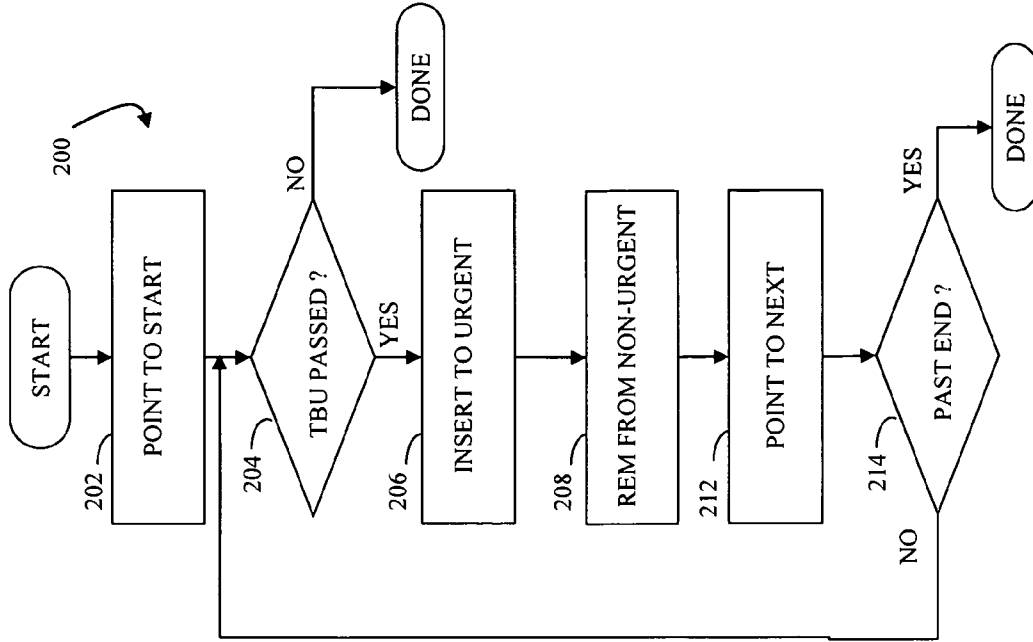 200
START
202
POINT TO START
204
TBU PASSED ?
NO
DONE
YES
206
INSERT TO URGENT
208
REM FROM NON-URGENT
212
POINT TO NEXT
214
PAST END ?
YES
DONE
NO